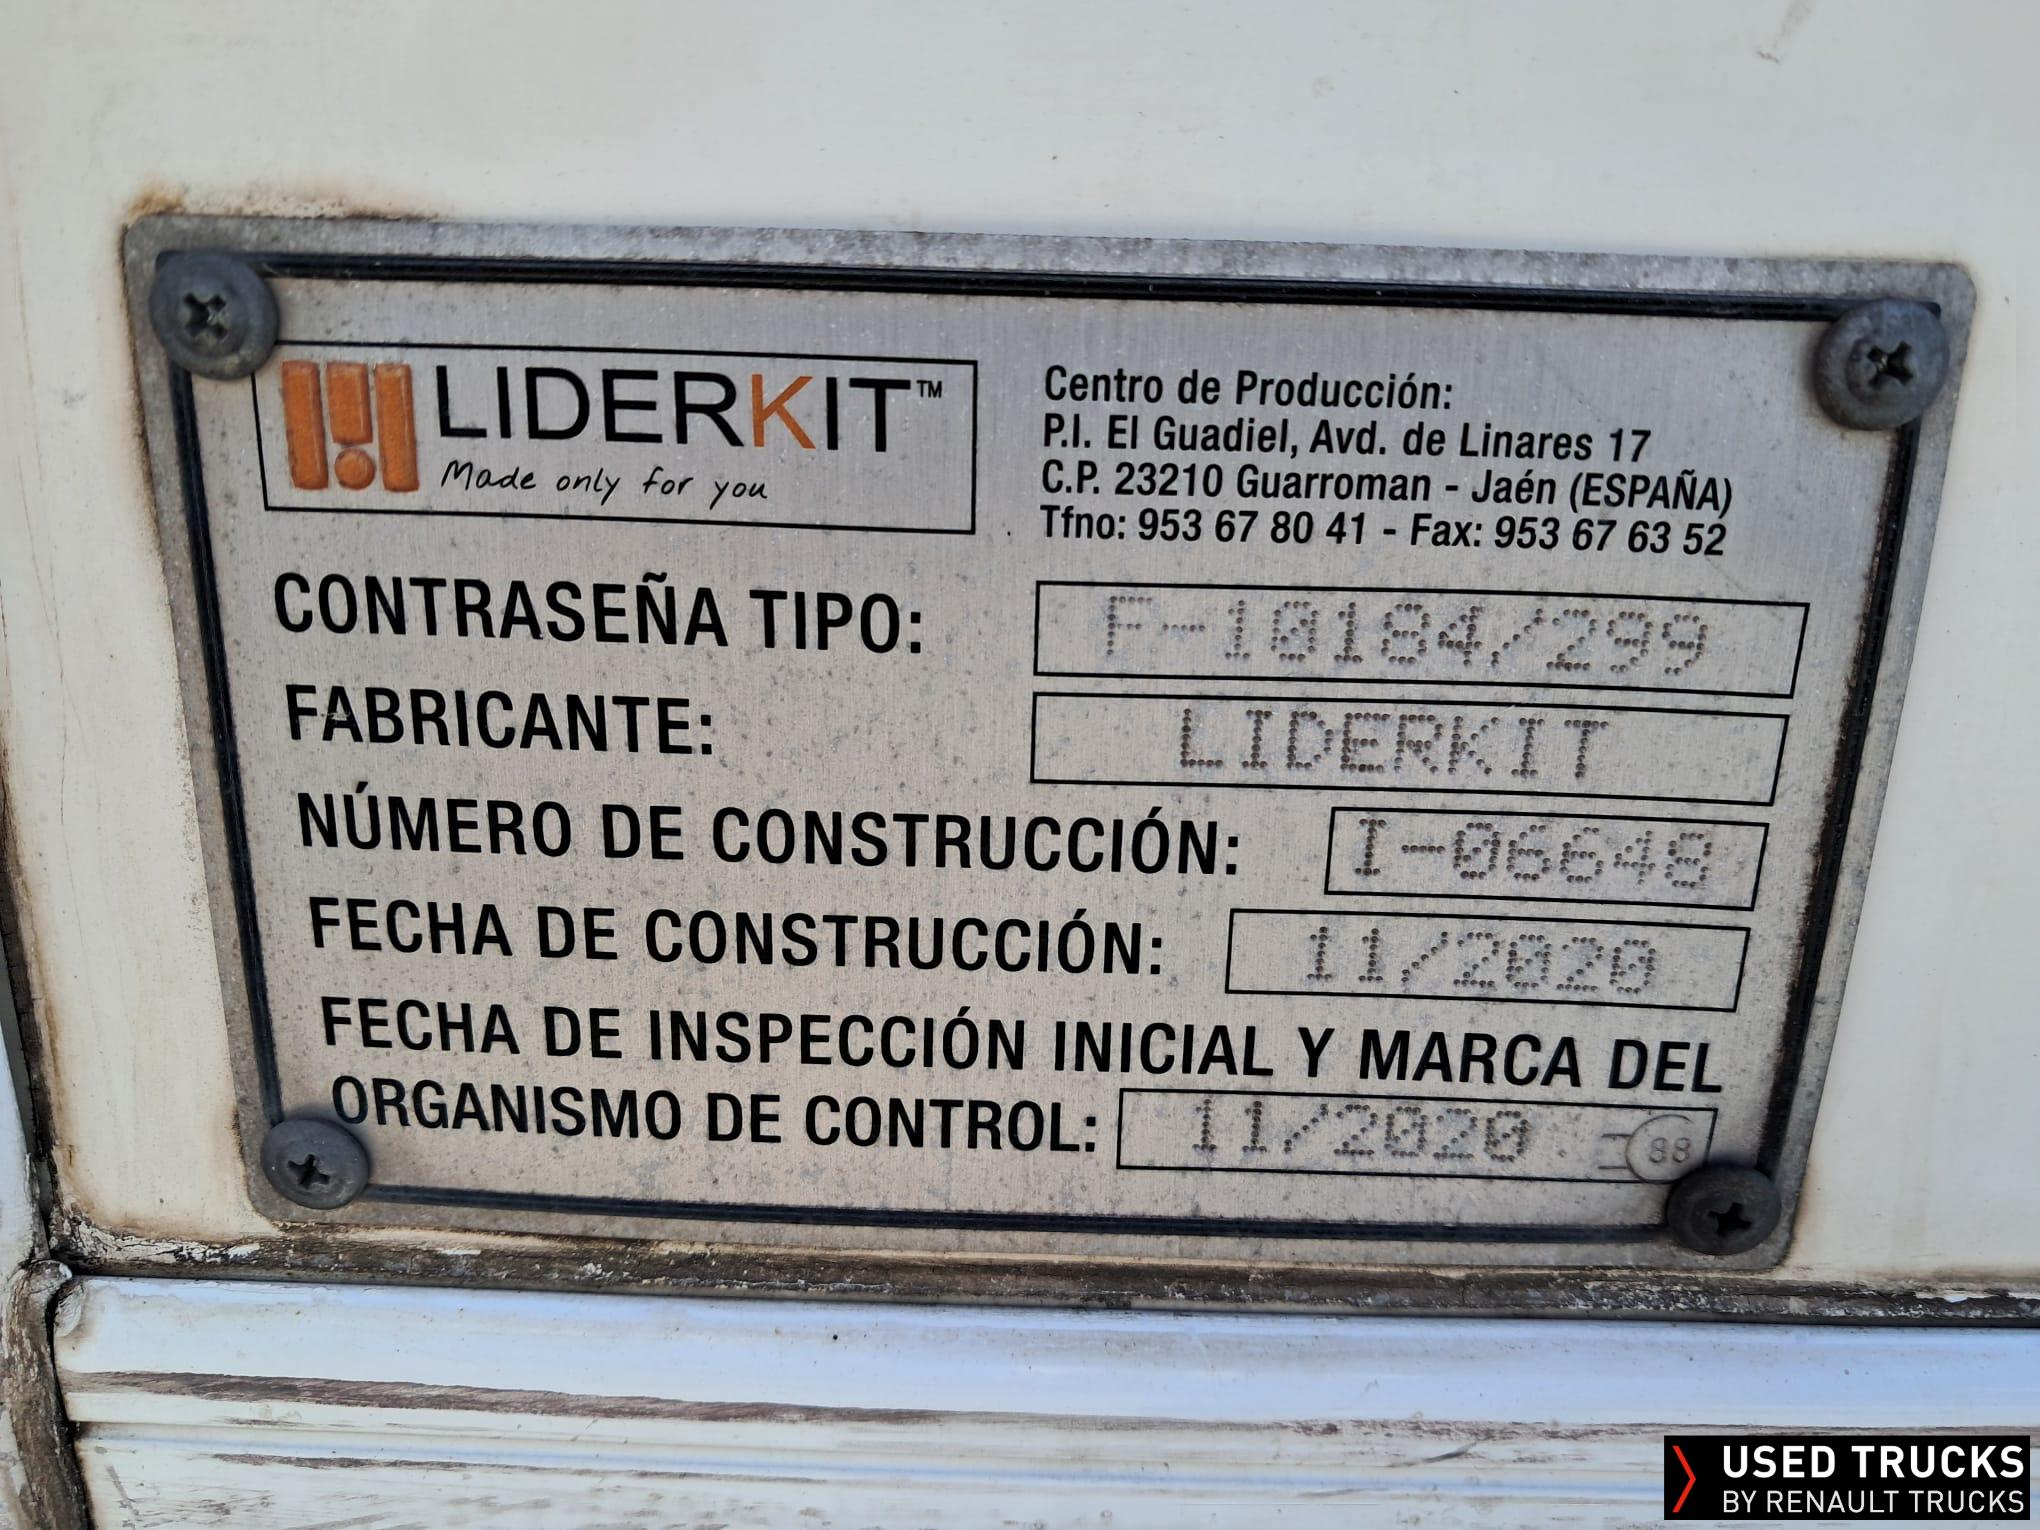 LIDERKIT™
Made only for you
Centro de Producción:
P.I. El Guadiel, Avd. de Linares 17
C.P. 23210 Guarroman - Jaén (ESPAÑA)
Tfno: 953 67 80 41 - Fax: 953 67 63 52
CONTRASEÑA TIPO: F-10184/299
FABRICANTE: LIDERKIT
NÚMERO DE CONSTRUCCIÓN: I-06648
FECHA DE CONSTRUCCIÓN: 11/2020
FECHA DE INSPECCIÓN INICIAL Y MARCA DEL
ORGANISMO DE CONTROL: 11/2020 88
USED TRUCKS
BY RENAULT TRUCKS